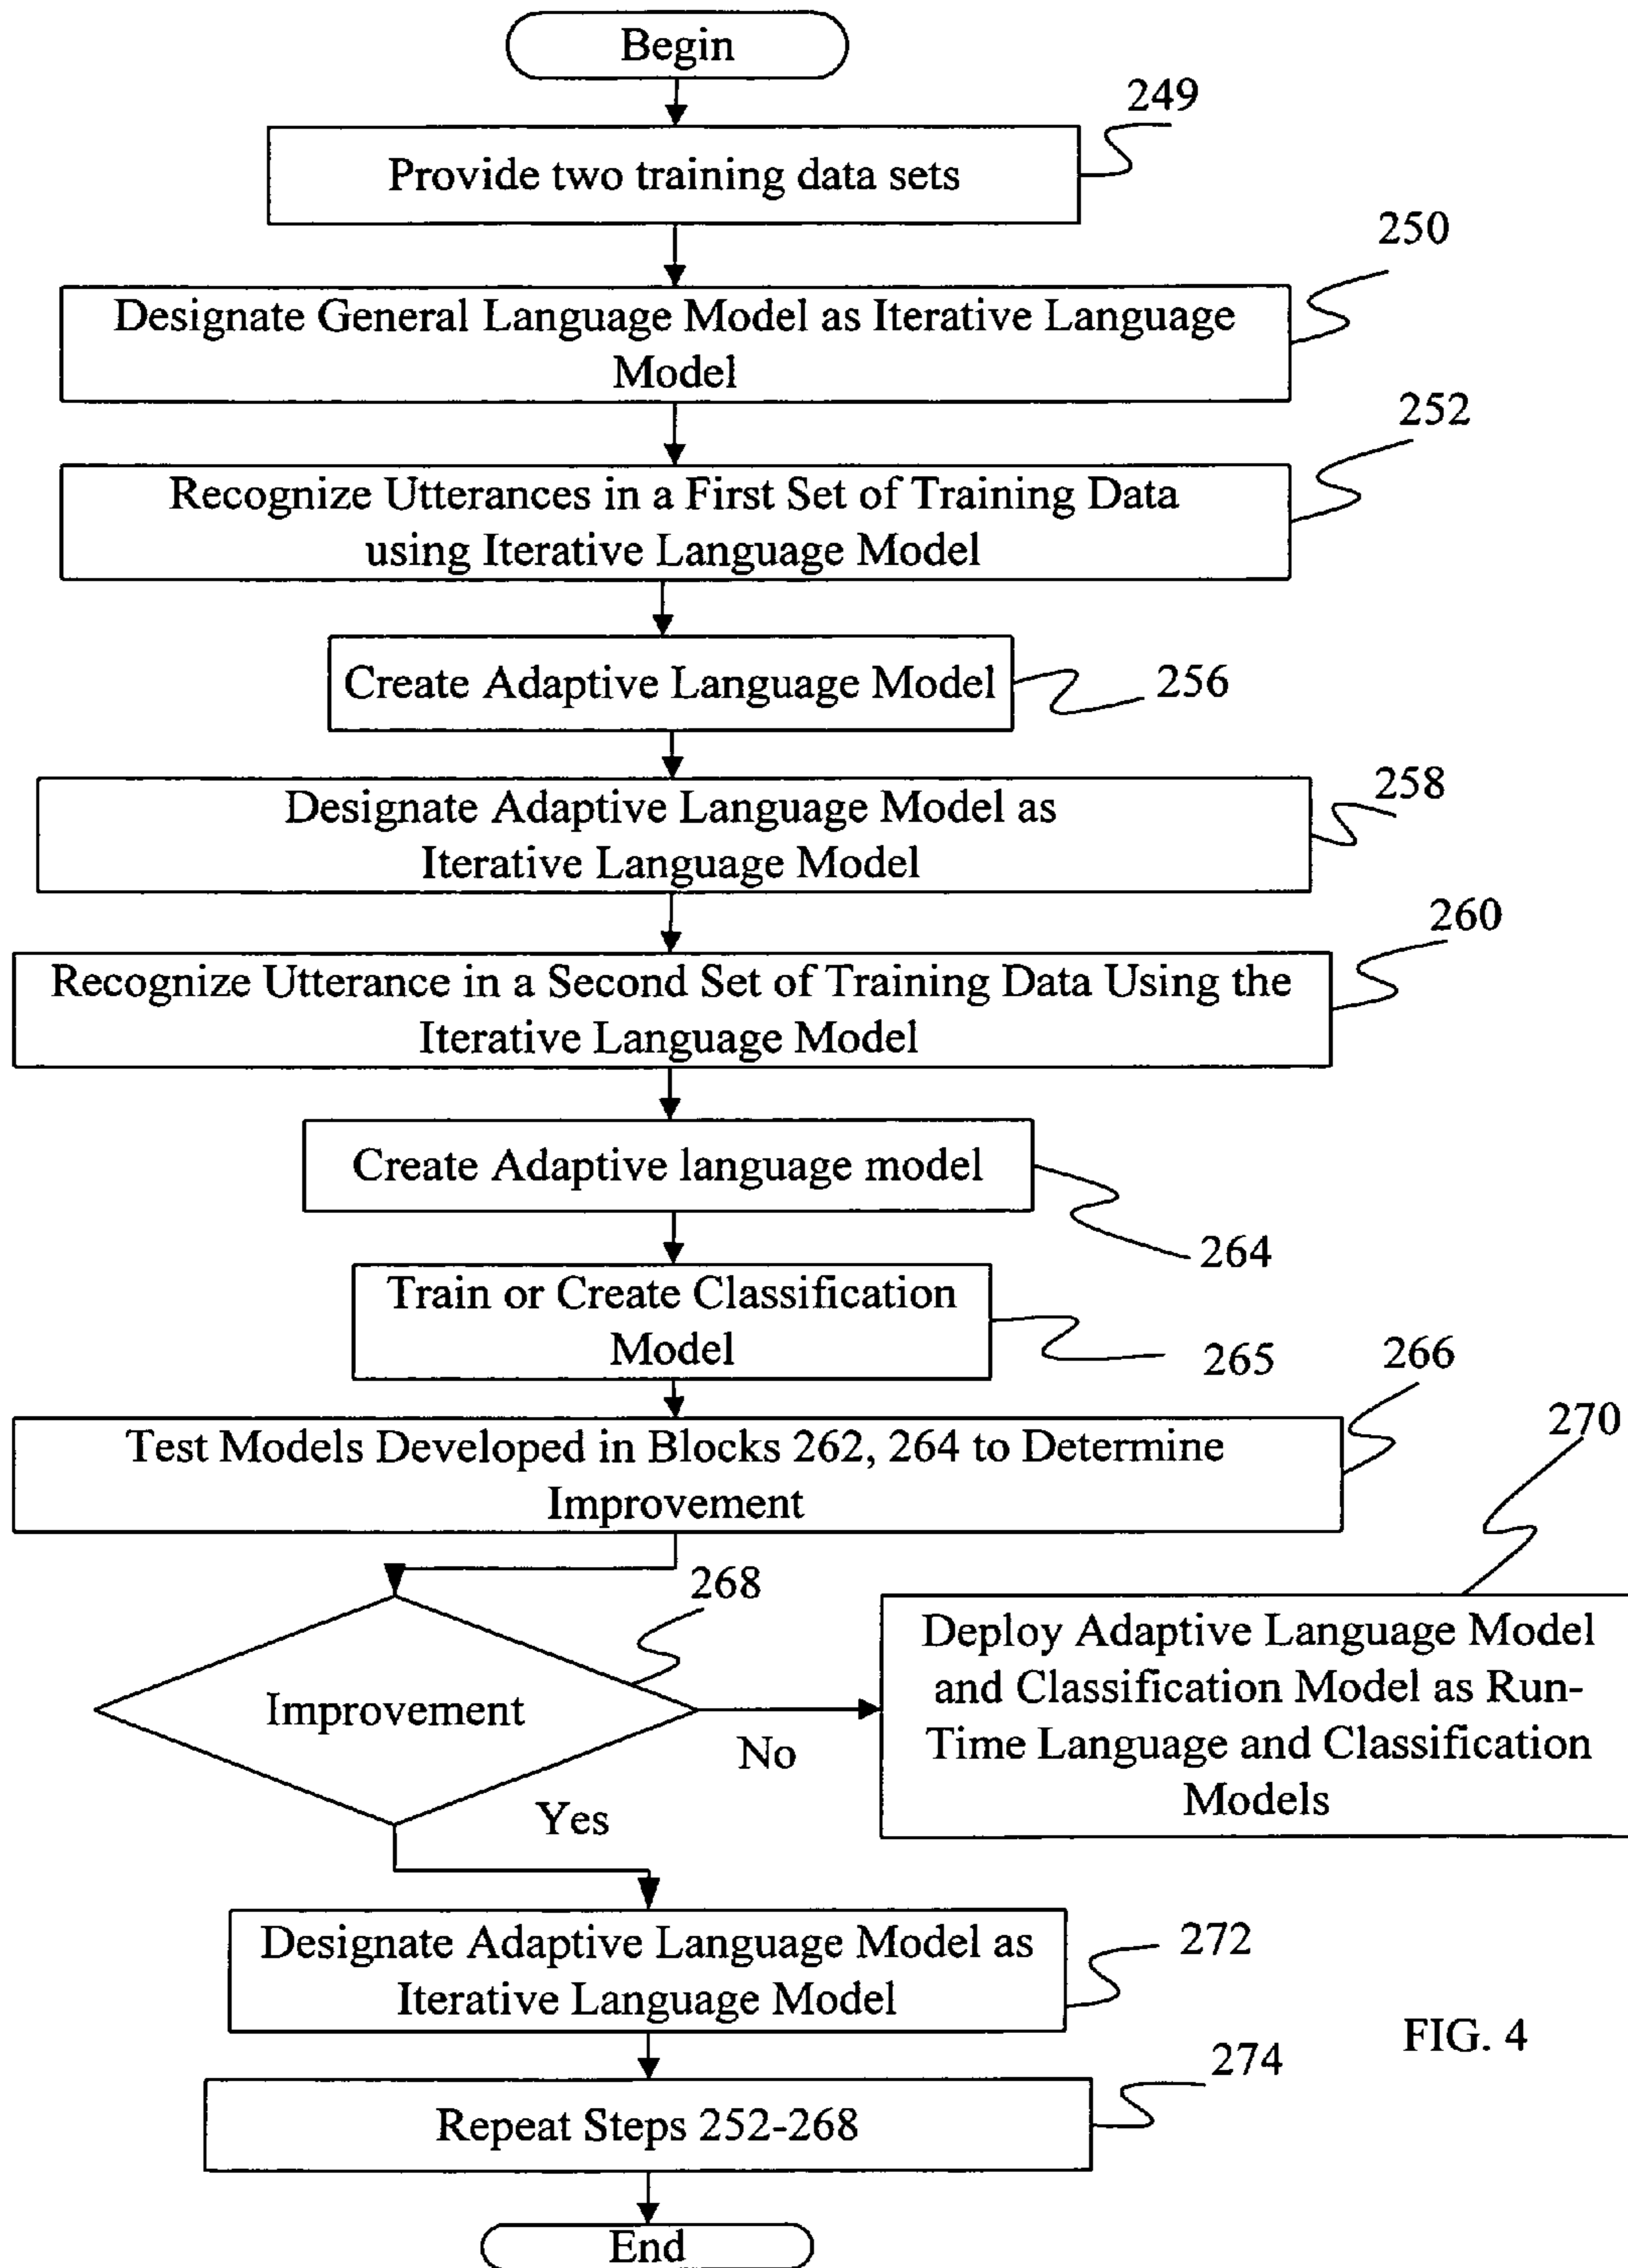 Begin
249
Provide two training data sets
250
Designate General Language Model as Iterative Language
Model
252
Recognize Utterances in a First Set of Training Data
using Iterative Language Model
Create Adaptive Language Model
256
258
Designate Adaptive Language Model as
Iterative Language Model
260
Recognize Utterance in a Second Set of Training Data Using the
Iterative Language Model
Create Adaptive language model
264
Train or Create Classification
Model
265
266
Test Models Developed in Blocks 262, 264 to Determine
Improvement
270
268
Improvement
No
Yes
Deploy Adaptive Language Model
and Classification Model as Run-
Time Language and Classification
Models
Designate Adaptive Language Model as
Iterative Language Model
272
FIG. 4
274
Repeat Steps 252-268
End